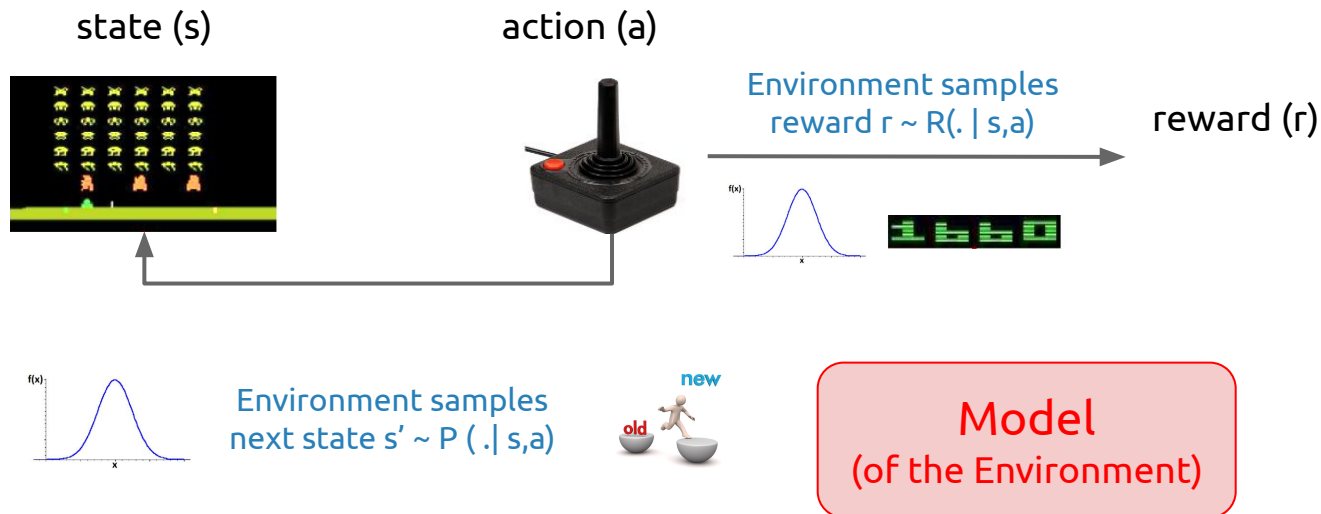 state (s)
action (a)
Environment samples
reward r ~ R(. | s,a)
reward (r)
x
1660
f(x)
x
Environment samples
next state s’ ~ P ( .| s,a)
old
new
Model
(of the Environment)